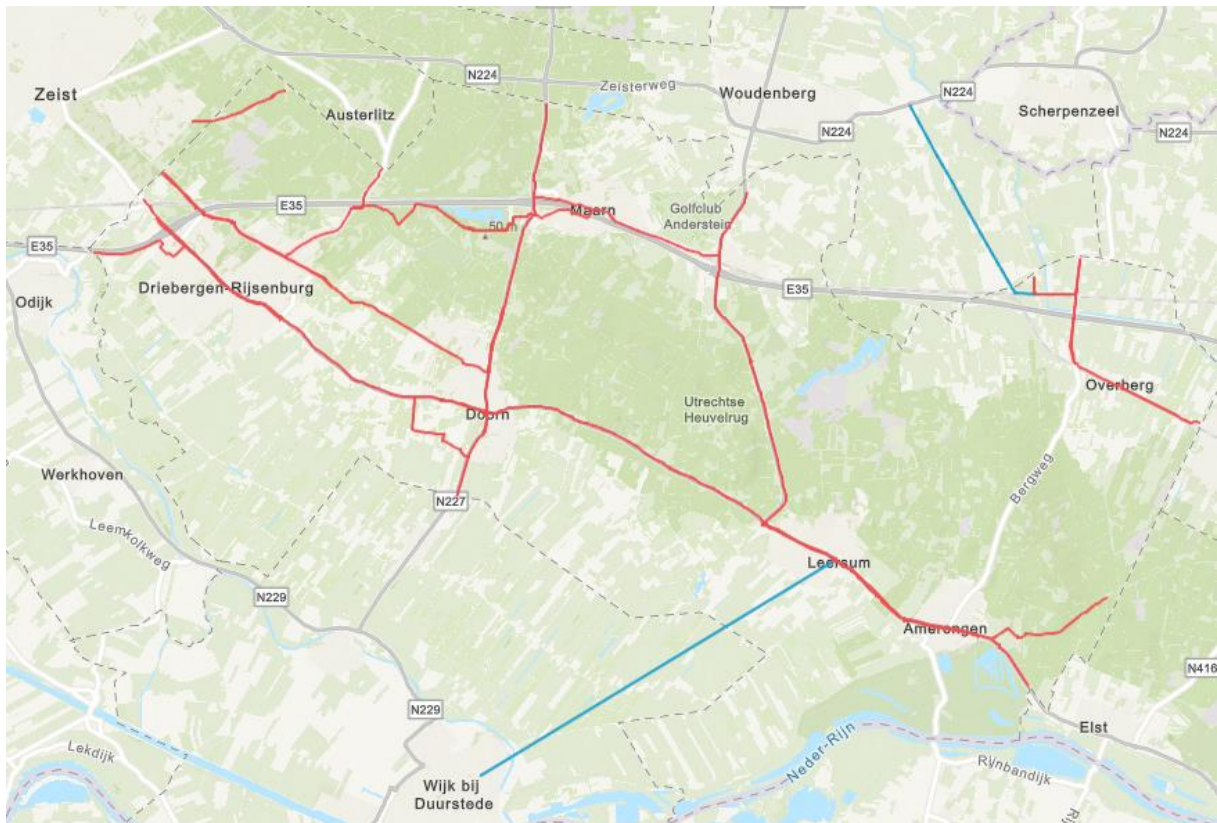 N224
Zeisterweg
Zeist
Woudenberg
N224
Austerlitz
Scherpenzeel
N224
N224
E35
Maarn
Golfclub
Anderstein
50 m
E35
Odijk
Driebergen-Rijsenburg
E35
Overberg
Utrechtse
Heuvelrug
Doorn
Werkhoven
N227
Bergweg
Leemkolkweg
Leersum
N229
Amerongen
N416
N229
Elst
Lekdijk
Neder-Rijn
Rijnbandijk
Wijk bij
Duurstede